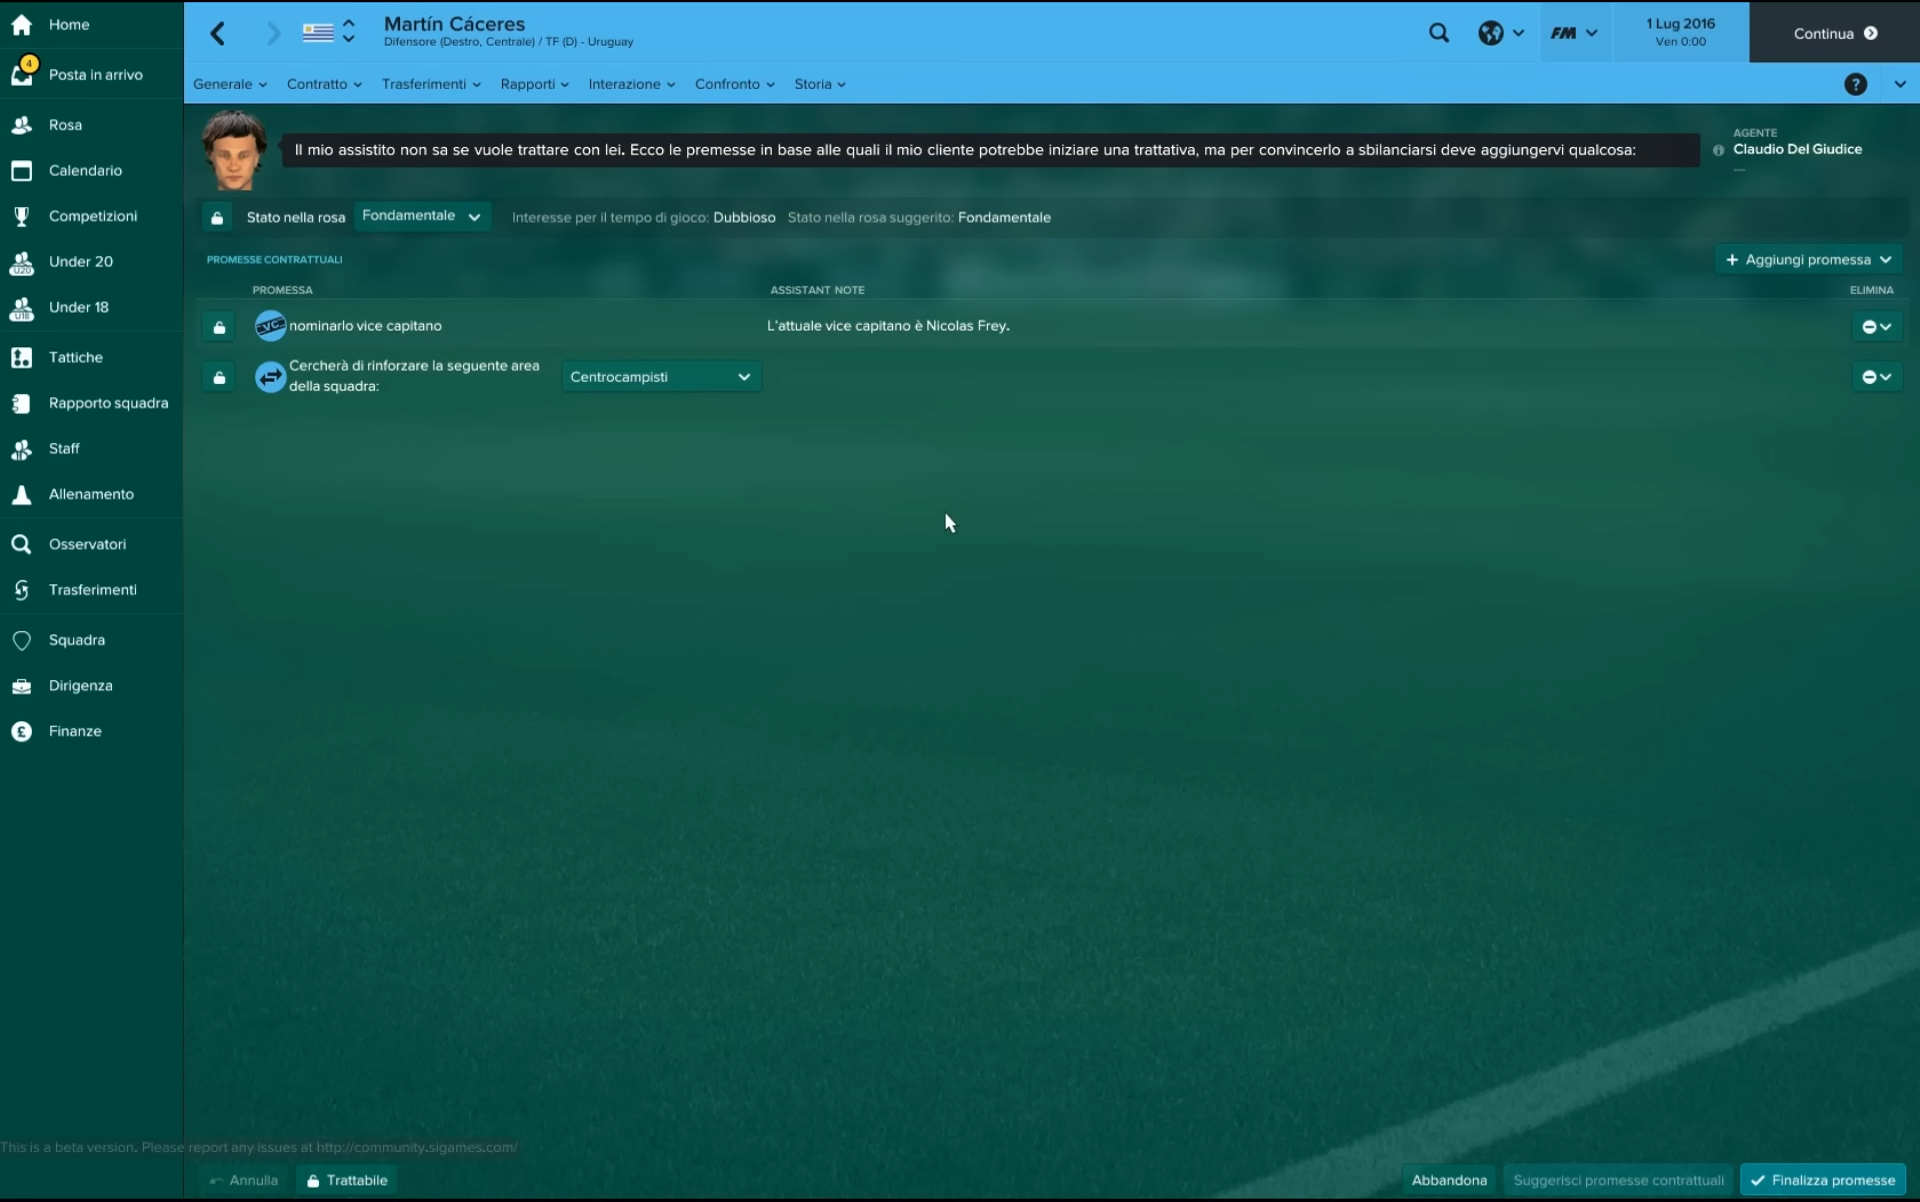 Home
Martín Cáceres
Difensore (Destro, Centrale) / TF (D) - Uruguay
FM
1 Lug 2016
Ven 0:00
Continua
4
Posta in arrivo
Generale
Contratto
Trasferimenti
Rapporti
Interazione
Confronto
Storia
?
Rosa
Calendario
Competizioni
U20
Under 20
U18
Under 18
Tattiche
Rapporto squadra
Staff
Allenamento
Osservatori
Trasferimenti
Squadra
Dirigenza
£
Finanze
Il mio assistito non sa se vuole trattare con lei. Ecco le premesse in base alle quali il mio cliente potrebbe iniziare una trattativa, ma per convincerlo a sbilanciarsi deve aggiungervi qualcosa:
AGENTE
Claudio Del Giudice
---
Stato nella rosa Fondamentale Interesse per il tempo di gioco: Dubbioso Stato nella rosa suggerito: Fondamentale
PROMESSE CONTRATTUALI
+ Aggiungi promessa
PROMESSA ASSISTANT NOTE ELIMINA
VC nominarlo vice capitano L'attuale vice capitano è Nicolas Frey.
Cercherà di rinforzare la seguente area
della squadra:
Centrocampisti
This is a beta version. Please report any issues at http://community.sigames.com/
Annulla Trattabile Abbandona Suggerisci promesse contrattuali Finalizza promesse